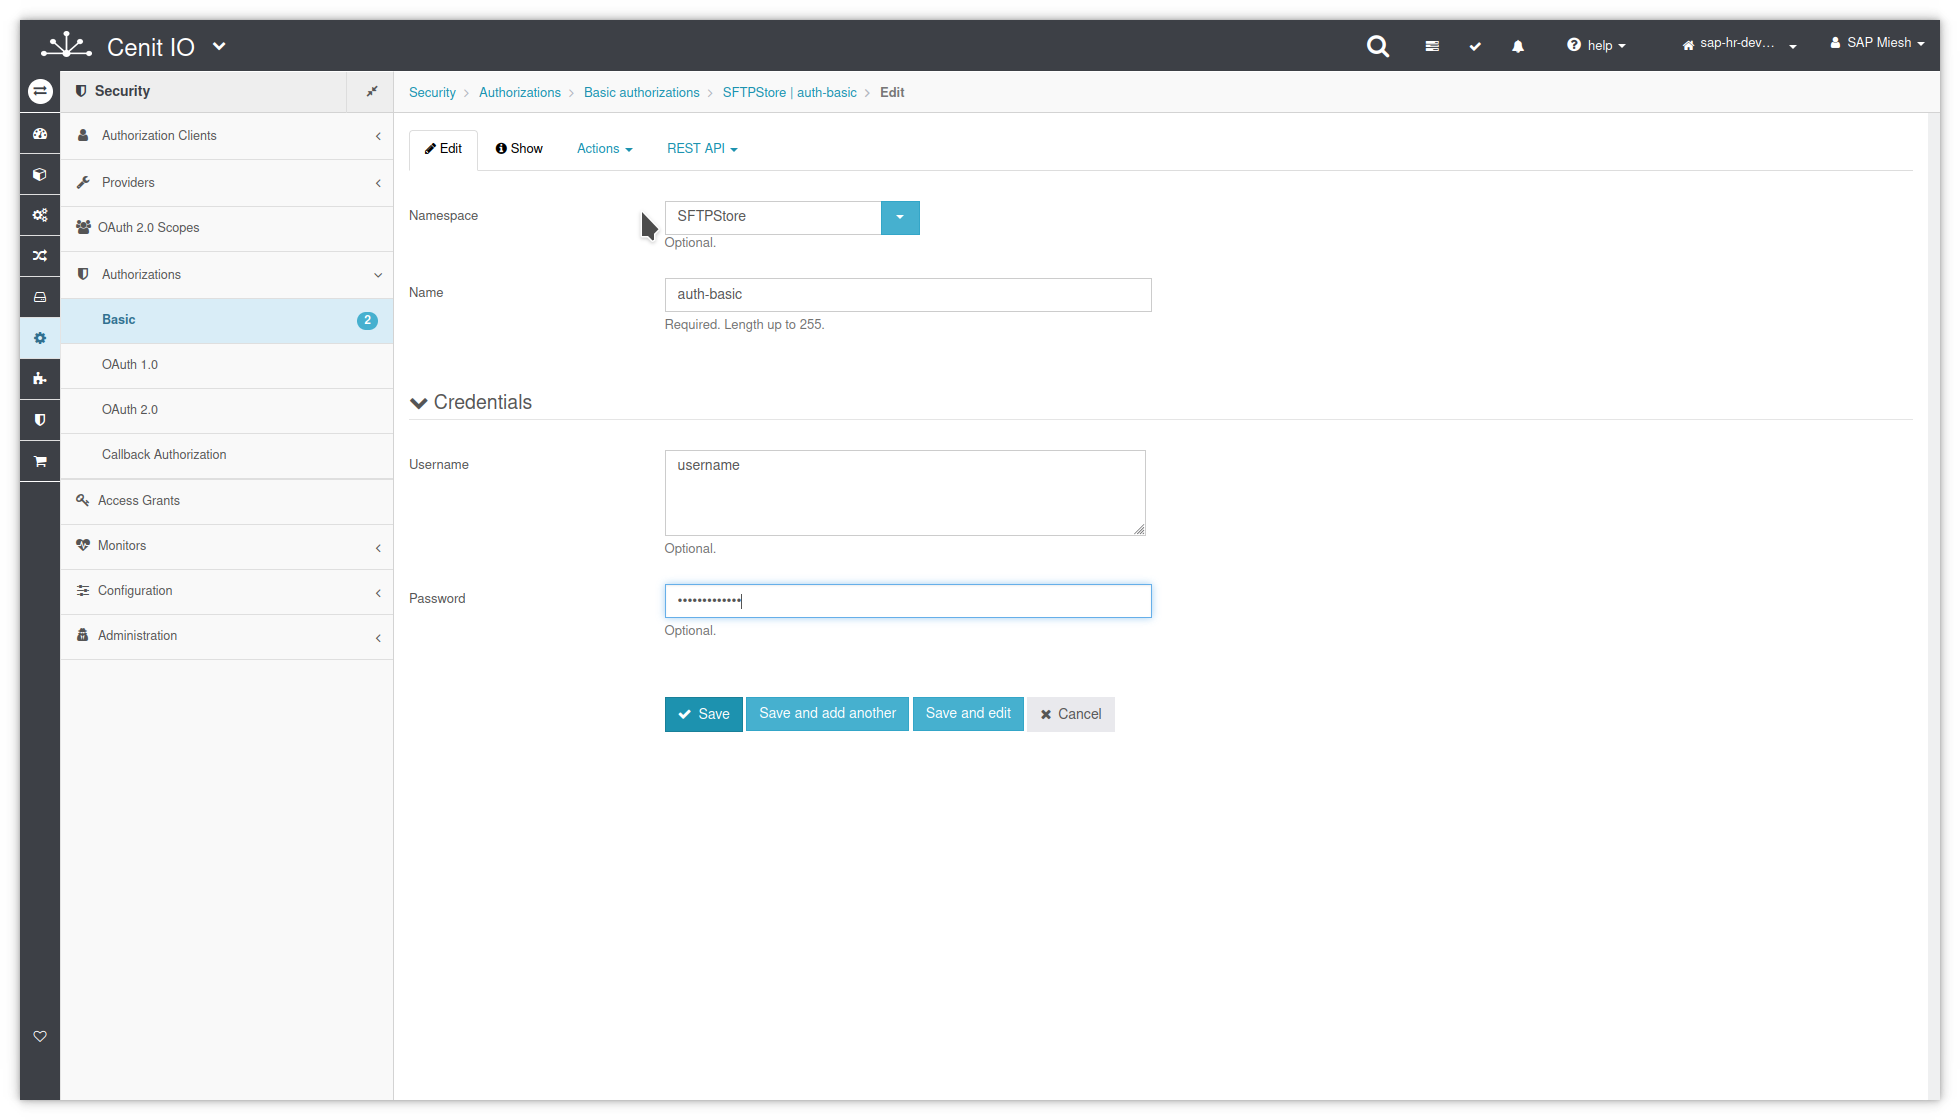 Cenit IO
help
sap-hr-dev...
SAP Miesh
Security
Security > Authorizations > Basic authorizations > SFTPStore | auth-basic > Edit
Authorization Clients
Providers
OAuth 2.0 Scopes
Authorizations
Basic 2
OAuth 1.0
OAuth 2.0
Callback Authorization
Access Grants
Monitors
Configuration
Administration
Edit Show Actions REST API
Namespace
SFTPStore
Optional.
Name
auth-basic
Required. Length up to 255.
Credentials
Username
username
Optional.
Password
•••••••••••••
Optional.
Save Save and add another Save and edit Cancel